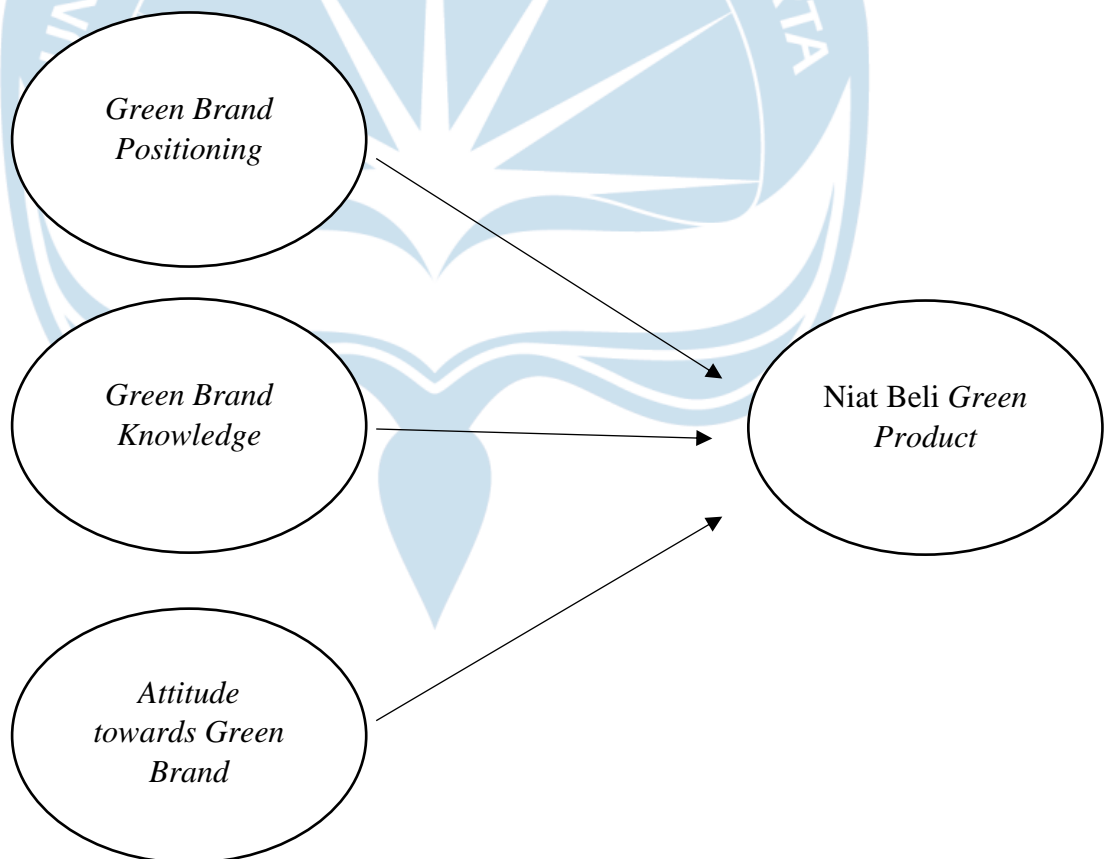 Green Brand
Positioning
Green Brand
Knowledge
Niat Beli Green
Product
Attitude
towards Green
Brand